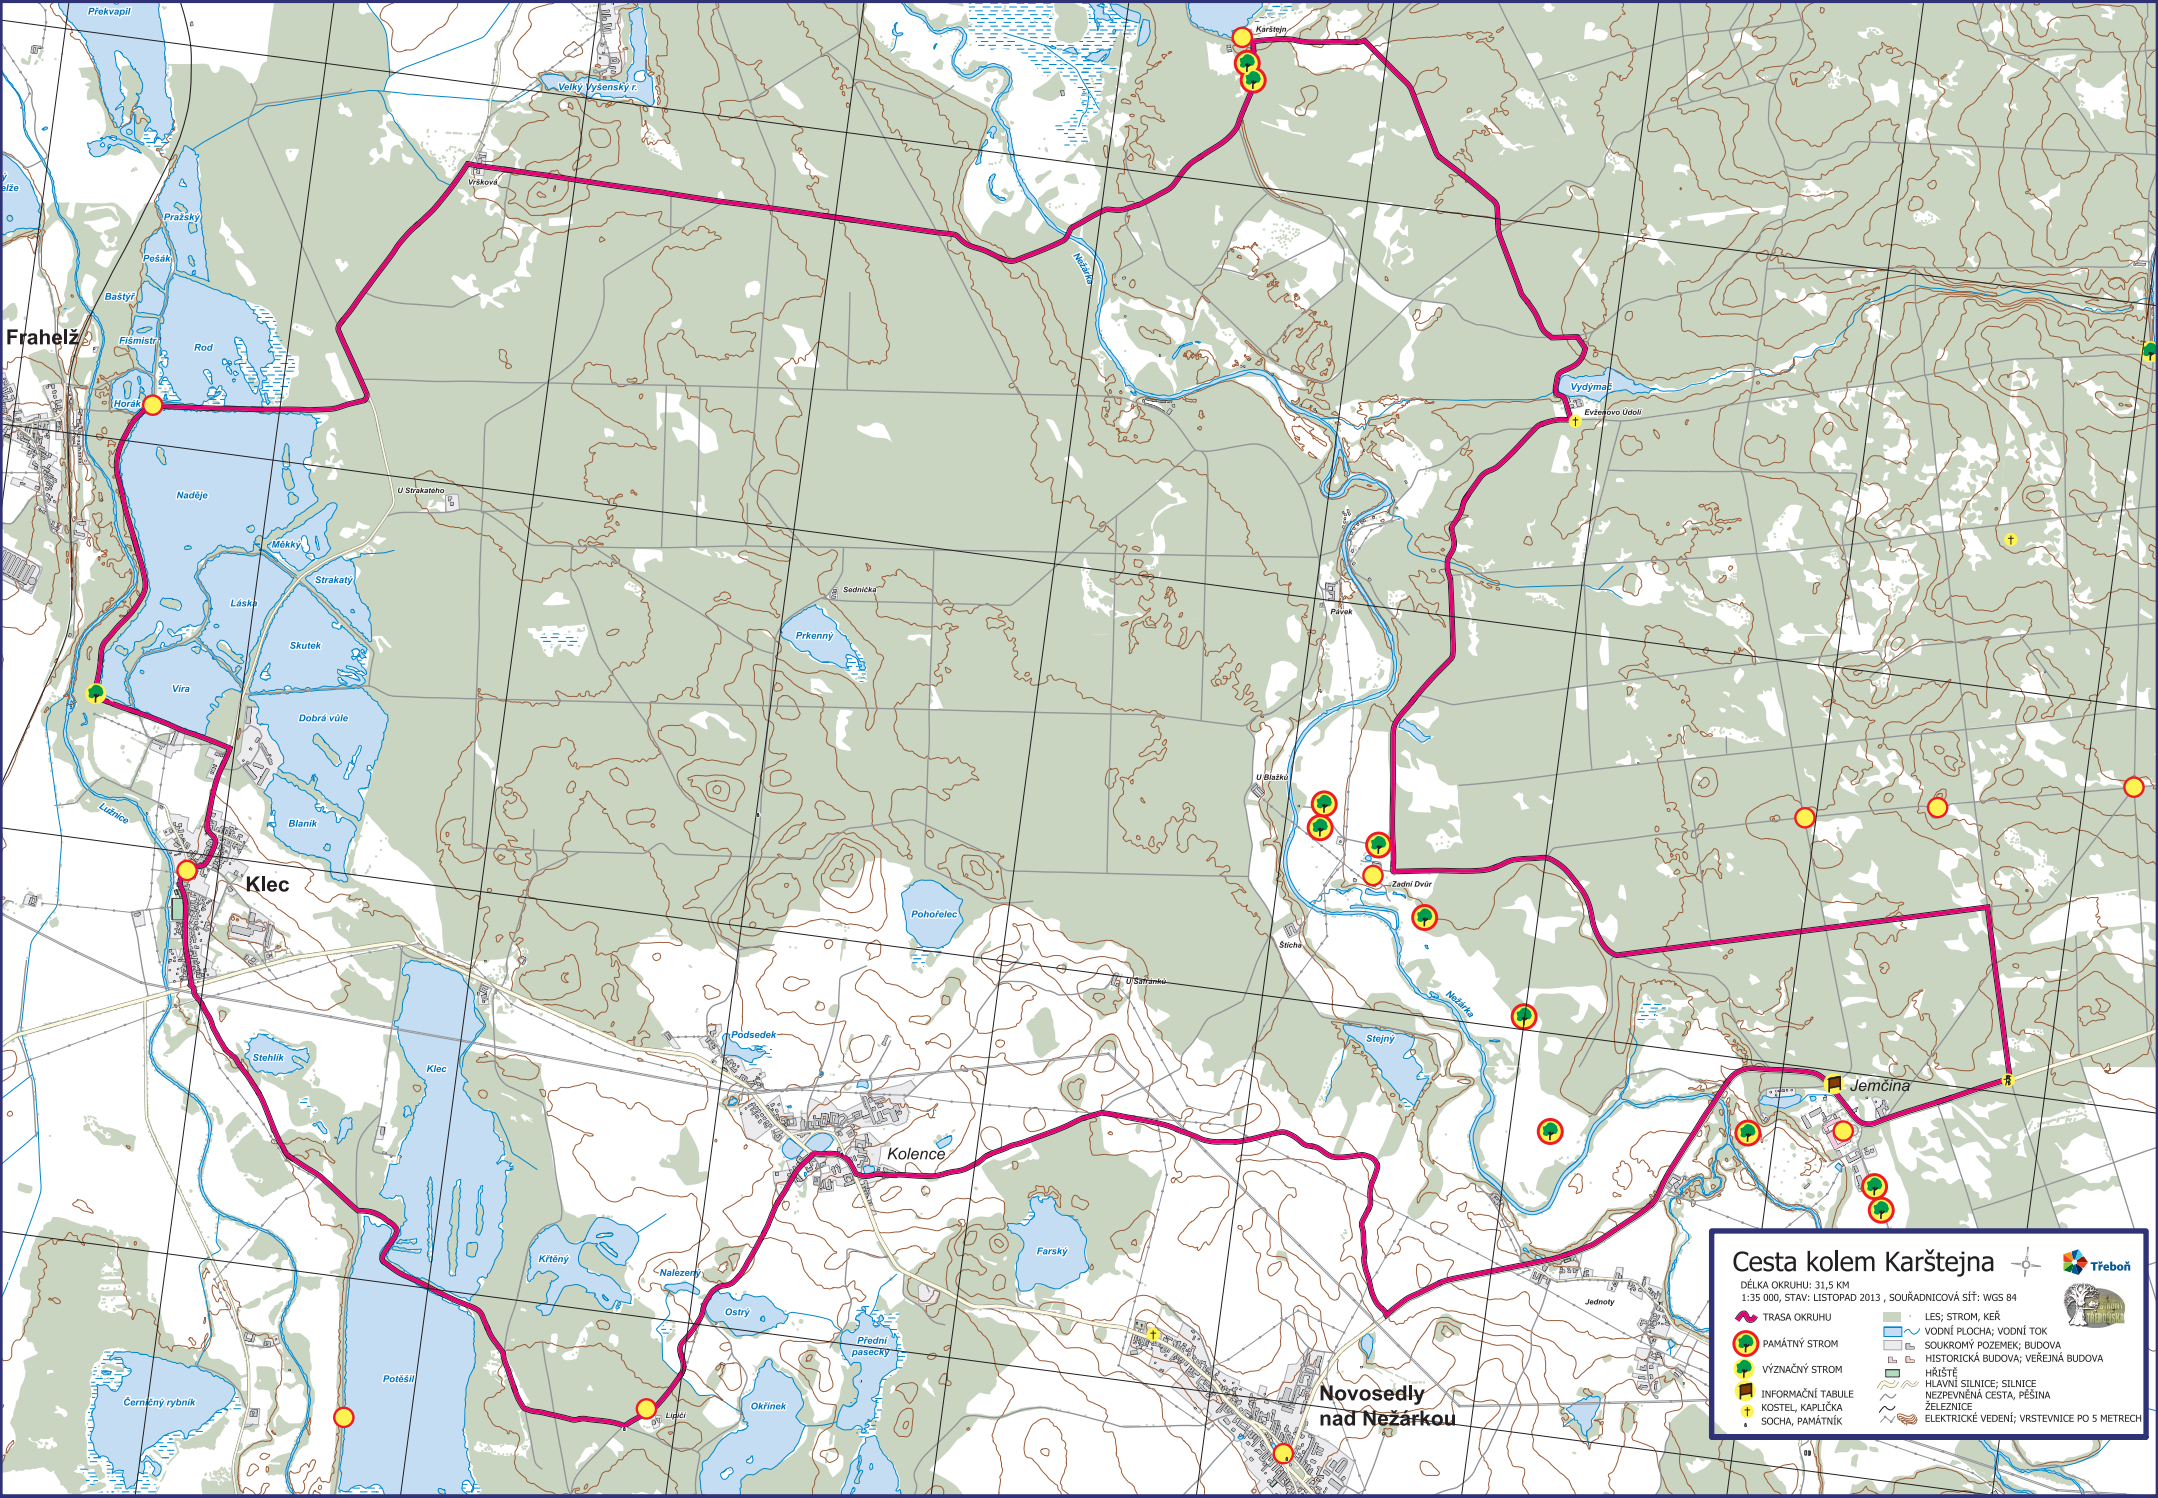 Překvapil
Karštejn
Velký Vyšenský r.
Vršková
elže
Pražský
Pešák
Nežárka
Baštýř
Frahelž
Fišmistr
Rod
Vydýmač
Horák
Evženovo Údolí
Naděje
U Strakatého
Měkký
Strakatý
Sednička
Láska
Pávek
Prkenný
Skutek
Víra
Dobrá vůle
U Blažků
Lužnice
Blaník
Klec
Zadní Dvůr
Pohořelec
Šticha
U Šafránků
Nežárka
Podsedek
Stejný
Stehlík
Klec
Jemčina
Kolence
Farský
Křtěný
Nalezený
Ostrý
Jednoty
Přední
pasecký
Potěšil
Černičný rybník
Okřínek
Lipiči
Novosedly
nad Nežárkou
Cesta kolem Karštejna
Třeboň
DÉLKA OKRUHU: 31,5 KM
1:35 000, STAV: LISTOPAD 2013 , SOUŘADNICOVÁ SÍŤ: WGS 84
TRASA OKRUHU
PAMÁTNÝ STROM
VÝZNAČNÝ STROM
INFORMAČNÍ TABULE
KOSTEL, KAPLIČKA
SOCHA, PAMÁTNÍK
LES; STROM, KEŘ
VODNÍ PLOCHA; VODNÍ TOK
SOUKROMÝ POZEMEK; BUDOVA
HISTORICKÁ BUDOVA; VEŘEJNÁ BUDOVA
HŘIŠTĚ
HLAVNÍ SILNICE; SILNICE
NEZPEVNĚNÁ CESTA, PĚŠINA
ŽELEZNICE
ELEKTRICKÉ VEDENÍ; VRSTEVNICE PO 5 METRECH